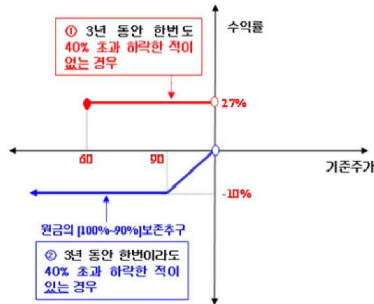 수익률
① 3년 동안 한번도
40% 초과 하락한 적이
없는 경우
27%
60
90
기준주가
-10%
원금의 [100%~90%]보존추구
② 3년 동안 한번이라도
40% 초과 하락한 적이
있는 경우